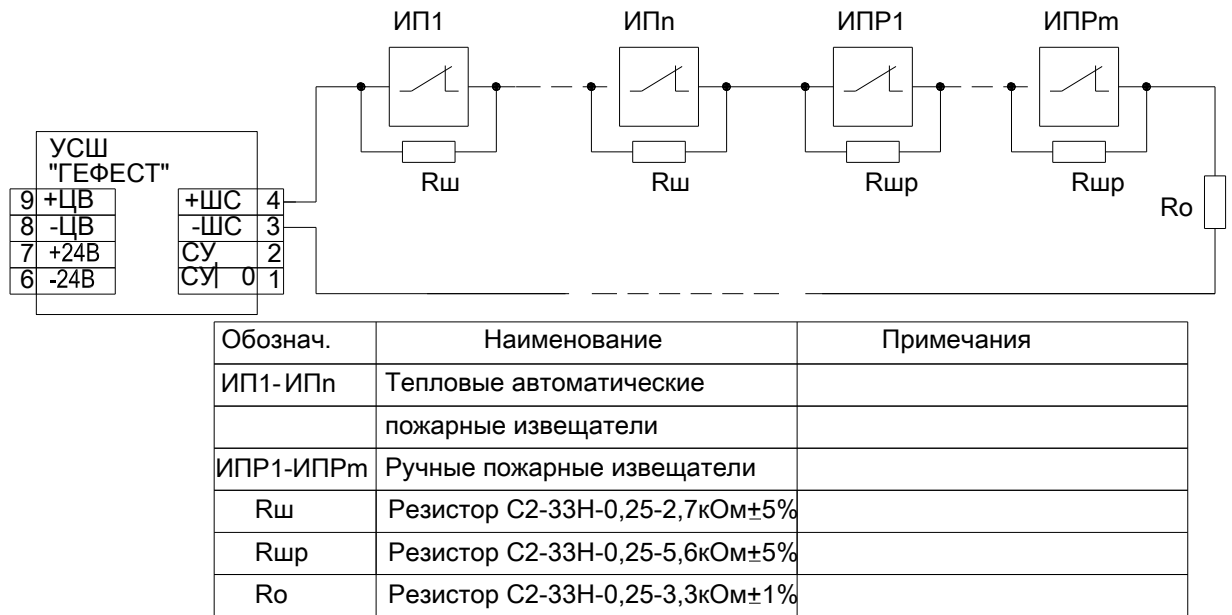 ИП1 ИПn ИПР1 ИПРm
Rш Rш Rшр Rшр
Ro
УСШ
"ГЕФЕСТ"
9 +ЦВ +ШС 4
8 -ЦВ -ШС 3
7 +24В СУ 2
6 -24В СУ 0 1
Обознач. Наименование Примечания
ИП1-ИПn Тепловые автоматические
пожарные извещатели
ИПР1-ИПРm Ручные пожарные извещатели
Rш Резистор С2-33Н-0,25-2,7кОм±5%
Rшр Резистор С2-33Н-0,25-5,6кОм±5%
Ro Резистор С2-33Н-0,25-3,3кОм±1%